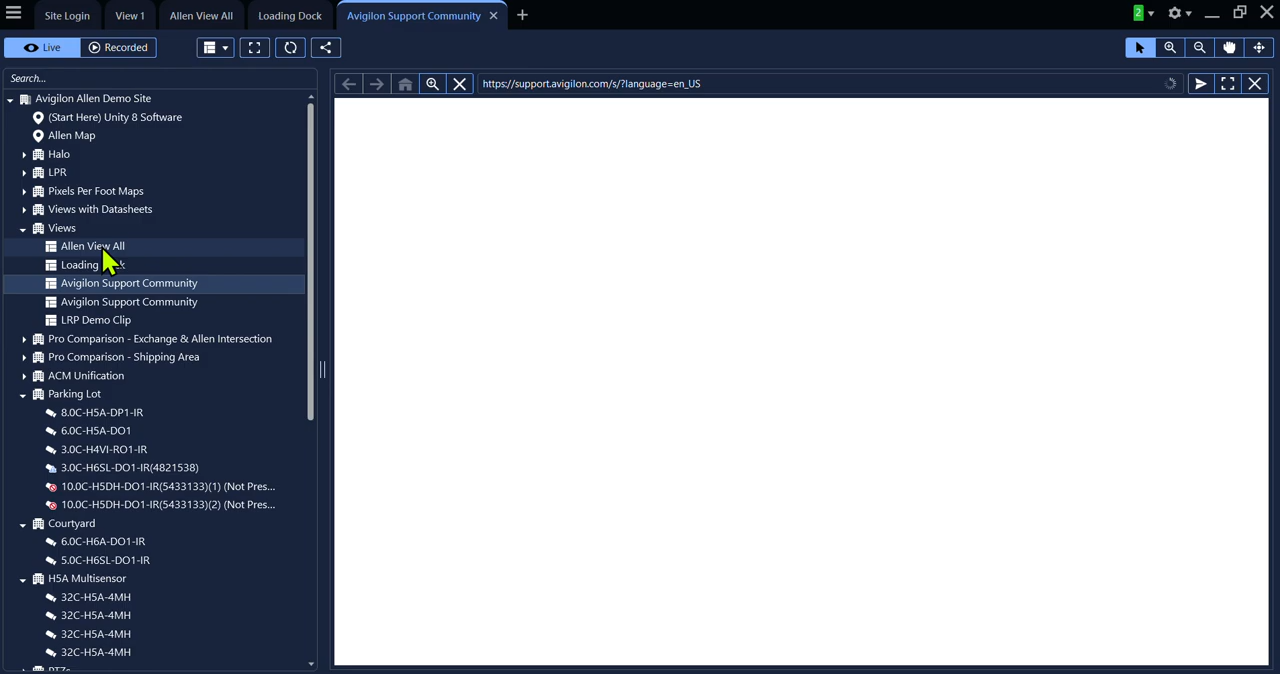 Site Login
View 1
Allen View All
Loading Dock
Avigilon Support Community
2
Live
Recorded
Search...
https://support.avigilon.com/s/?language=en_US
Avigilon Allen Demo Site
(Start Here) Unity 8 Software
Allen Map
Halo
LPR
Pixels Per Foot Maps
Views with Datasheets
Views
Allen View All
Loading
Avigilon Support Community
Avigilon Support Community
LRP Demo Clip
Pro Comparison - Exchange & Allen Intersection
Pro Comparison - Shipping Area
ACM Unification
Parking Lot
8.0C-H5A-DP1-IR
6.0C-H5A-DO1
3.0C-H4VI-RO1-IR
3.0C-H6SL-DO1-IR(4821538)
10.0C-H5DH-DO1-IR(5433133)(1) (Not Pres...
10.0C-H5DH-DO1-IR(5433133)(2) (Not Pres...
Courtyard
6.0C-H6A-DO1-IR
5.0C-H6SL-DO1-IR
H5A Multisensor
32C-H5A-4MH
32C-H5A-4MH
32C-H5A-4MH
32C-H5A-4MH